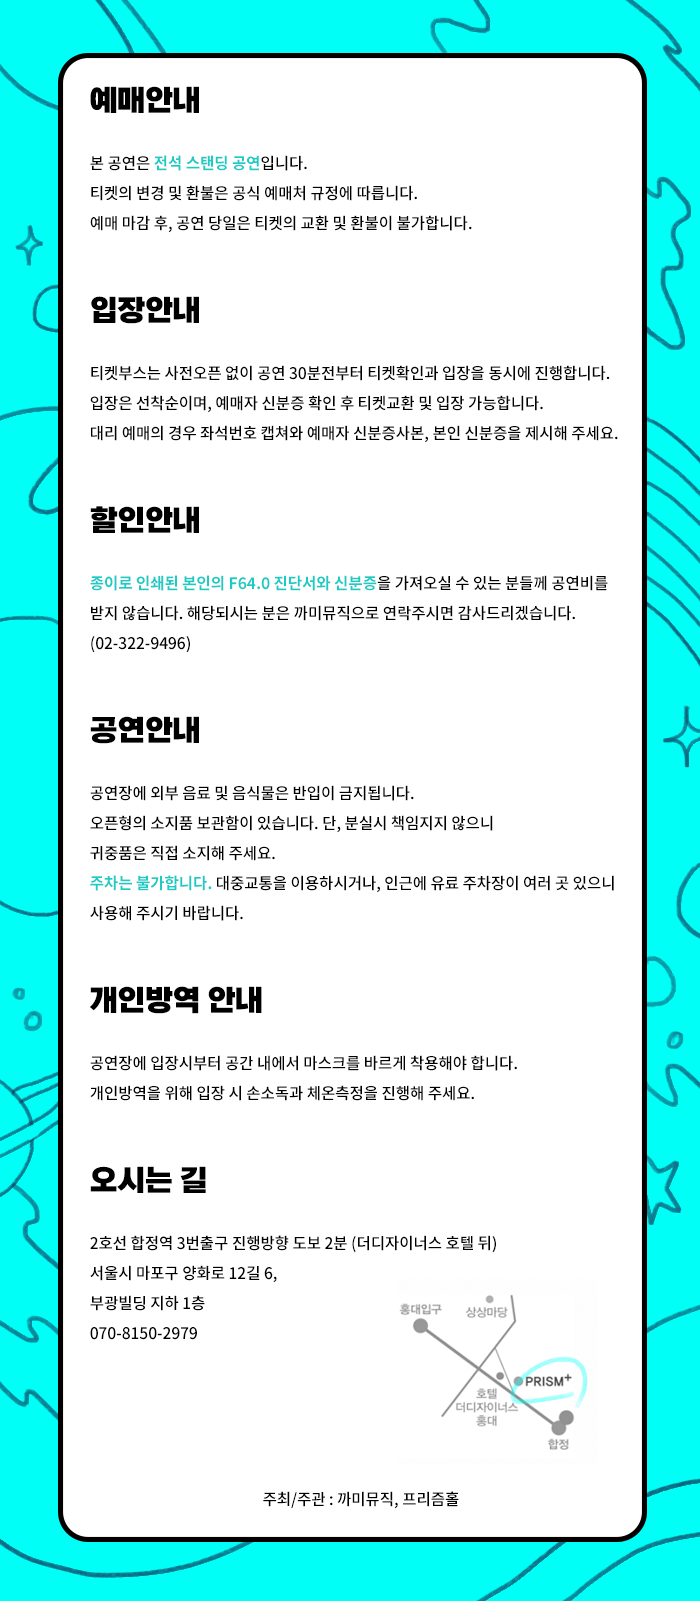 예매안내
본 공연은 전석 스탠딩 공연입니다.
티켓의 변경 및 환불은 공식 예매처 규정에 따릅니다.
예매 마감 후, 공연 당일은 티켓의 교환 및 환불이 불가합니다.
입장안내
티켓부스는 사전오픈 없이 공연 30분전부터 티켓확인과 입장을 동시에 진행합니다.
입장은 선착순이며, 예매자 신분증 확인 후 티켓교환 및 입장 가능합니다.
대리 예매의 경우 좌석번호 캡쳐와 예매자 신분증사본, 본인 신분증을 제시해 주세요.
할인안내
종이로 인쇄된 본인의 F64.0 진단서와 신분증을 가져오실 수 있는 분들께 공연비를
받지 않습니다. 해당되시는 분은 까미뮤직으로 연락주시면 감사드리겠습니다.
(02-322-9496)
공연안내
공연장에 외부 음료 및 음식물은 반입이 금지됩니다.
오픈형의 소지품 보관함이 있습니다. 단, 분실시 책임지지 않으니
귀중품은 직접 소지해 주세요.
주차는 불가합니다. 대중교통을 이용하시거나, 인근에 유료 주차장이 여러 곳 있으니
사용해 주시기 바랍니다.
개인방역 안내
공연장에 입장시부터 공간 내에서 마스크를 바르게 착용해야 합니다.
개인방역을 위해 입장 시 손소독과 체온측정을 진행해 주세요.
오시는 길
2호선 합정역 3번출구 진행방향 도보 2분 (더디자이너스 호텔 뒤)
서울시 마포구 양화로 12길 6,
부광빌딩 지하 1층
070-8150-2979
홍대입구
상상마당
PRISM+
호텔
더디자이너스
홍대
합정
주최/주관 : 까미뮤직, 프리즘홀